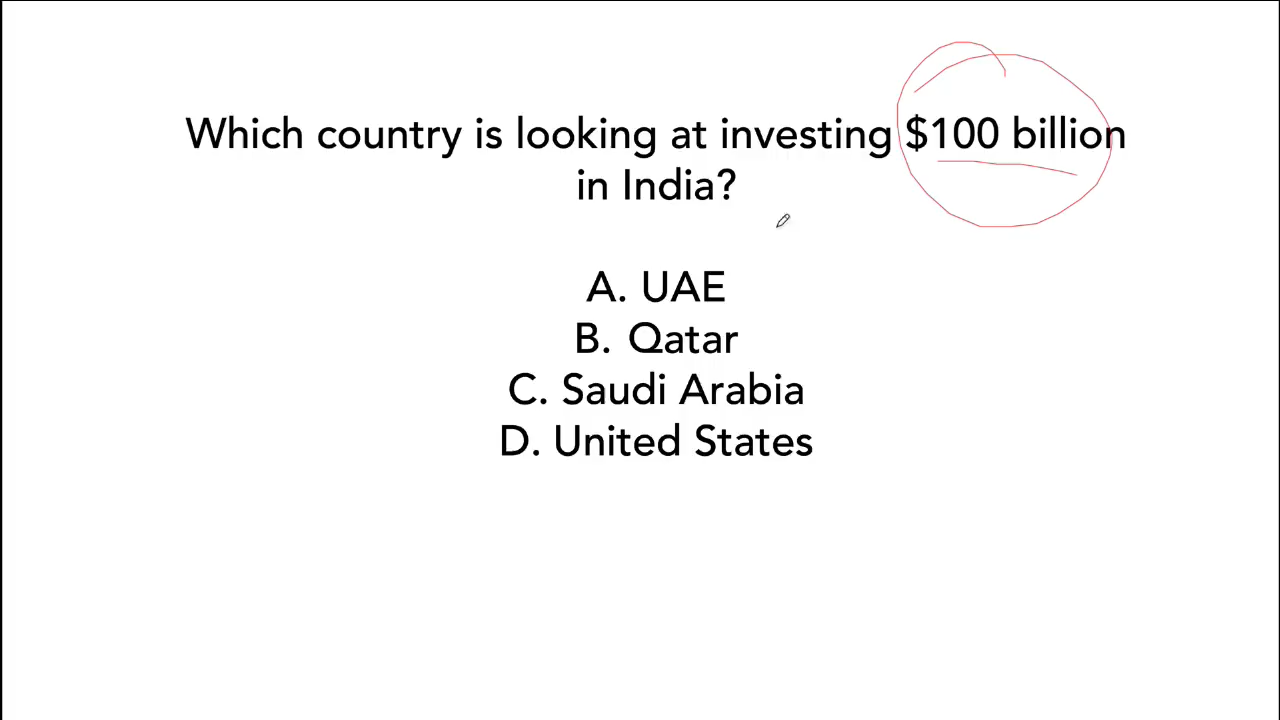 Which country is looking at investing $100 billion
in India?
A. UAE
B. Qatar
C. Saudi Arabia
D. United States